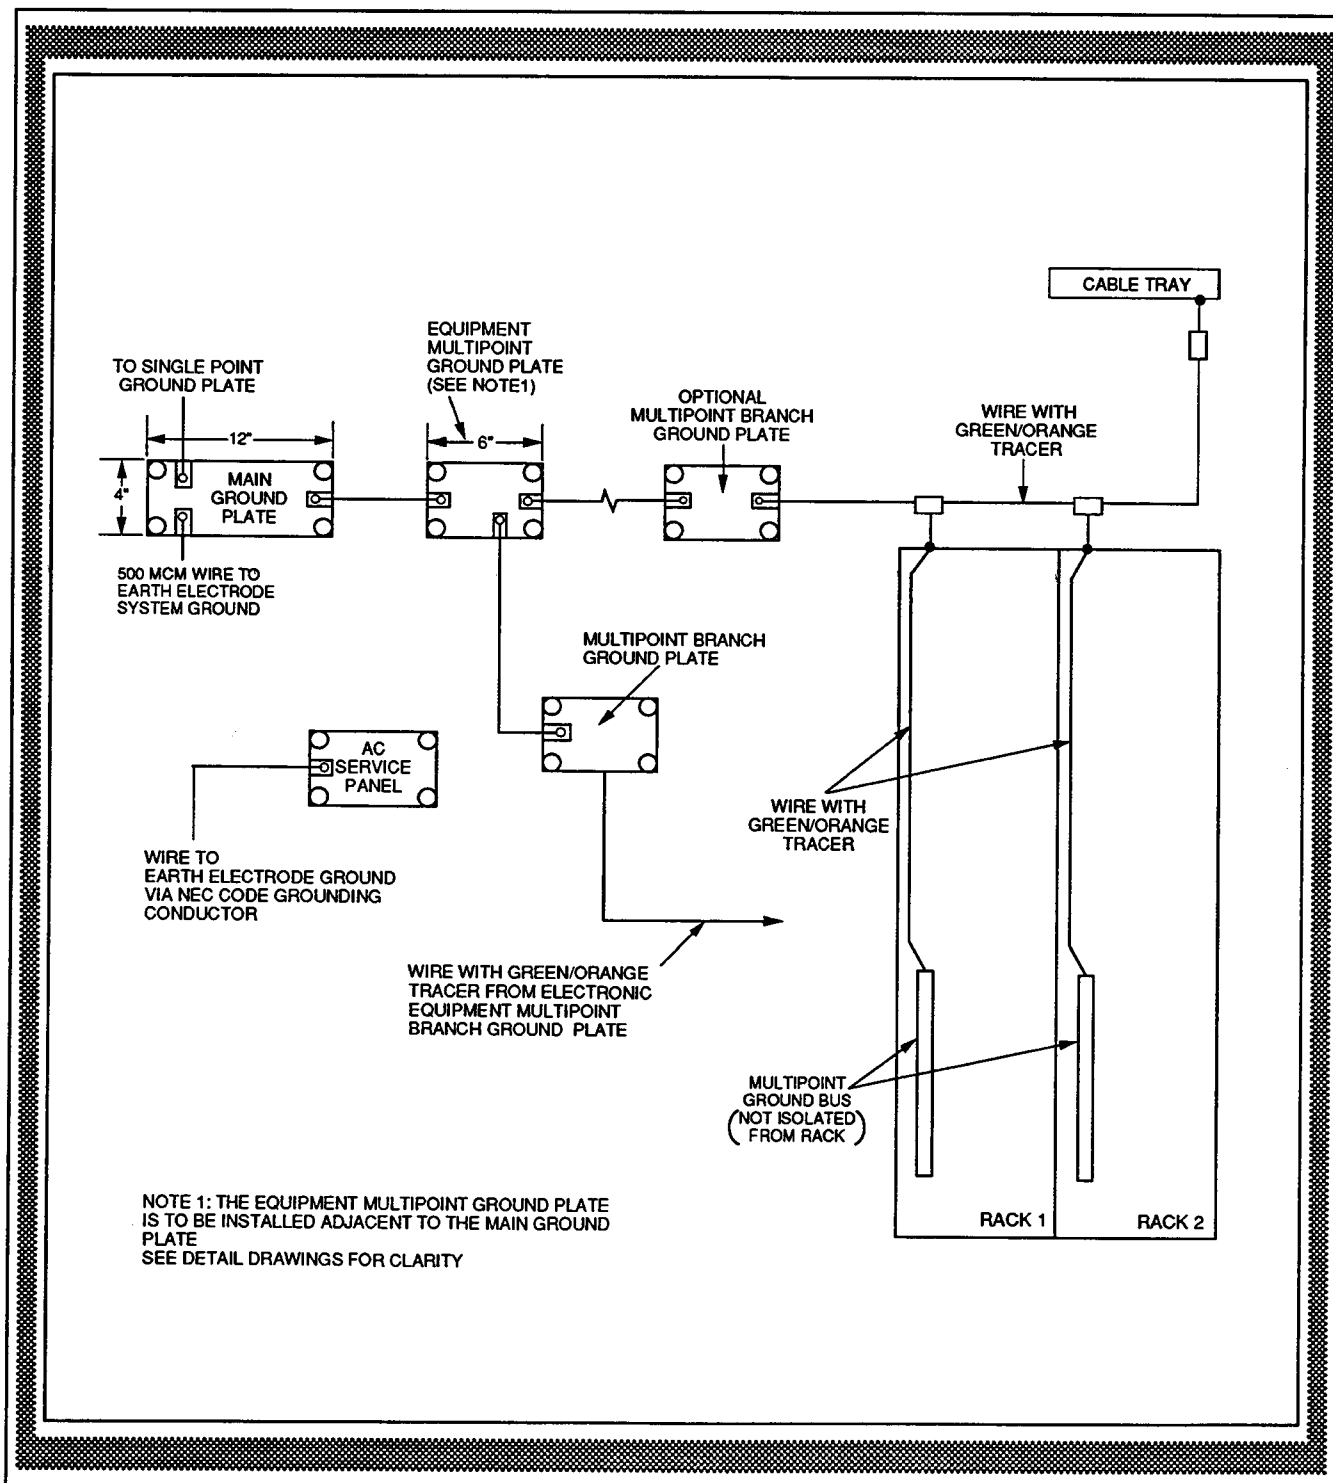 CABLE TRAY
EQUIPMENT
MULTIPOINT
GROUND PLATE
(SEE NOTE1)
TO SINGLE POINT
GROUND PLATE
OPTIONAL
MULTIPOINT BRANCH
GROUND PLATE
WIRE WITH
GREEN/ORANGE
TRACER
12"
6"
4"
MAIN
GROUND
PLATE
500 MCM WIRE TO
EARTH ELECTRODE
SYSTEM GROUND
MULTIPOINT BRANCH
GROUND PLATE
AC
SERVICE
PANEL
WIRE WITH
GREEN/ORANGE
TRACER
WIRE TO
EARTH ELECTRODE GROUND
VIA NEC CODE GROUNDING
CONDUCTOR
WIRE WITH GREEN/ORANGE
TRACER FROM ELECTRONIC
EQUIPMENT MULTIPOINT
BRANCH GROUND PLATE
MULTIPOINT
GROUND BUS
(NOT ISOLATED
FROM RACK)
RACK 1
RACK 2
NOTE 1: THE EQUIPMENT MULTIPOINT GROUND PLATE
IS TO BE INSTALLED ADJACENT TO THE MAIN GROUND
PLATE
SEE DETAIL DRAWINGS FOR CLARITY